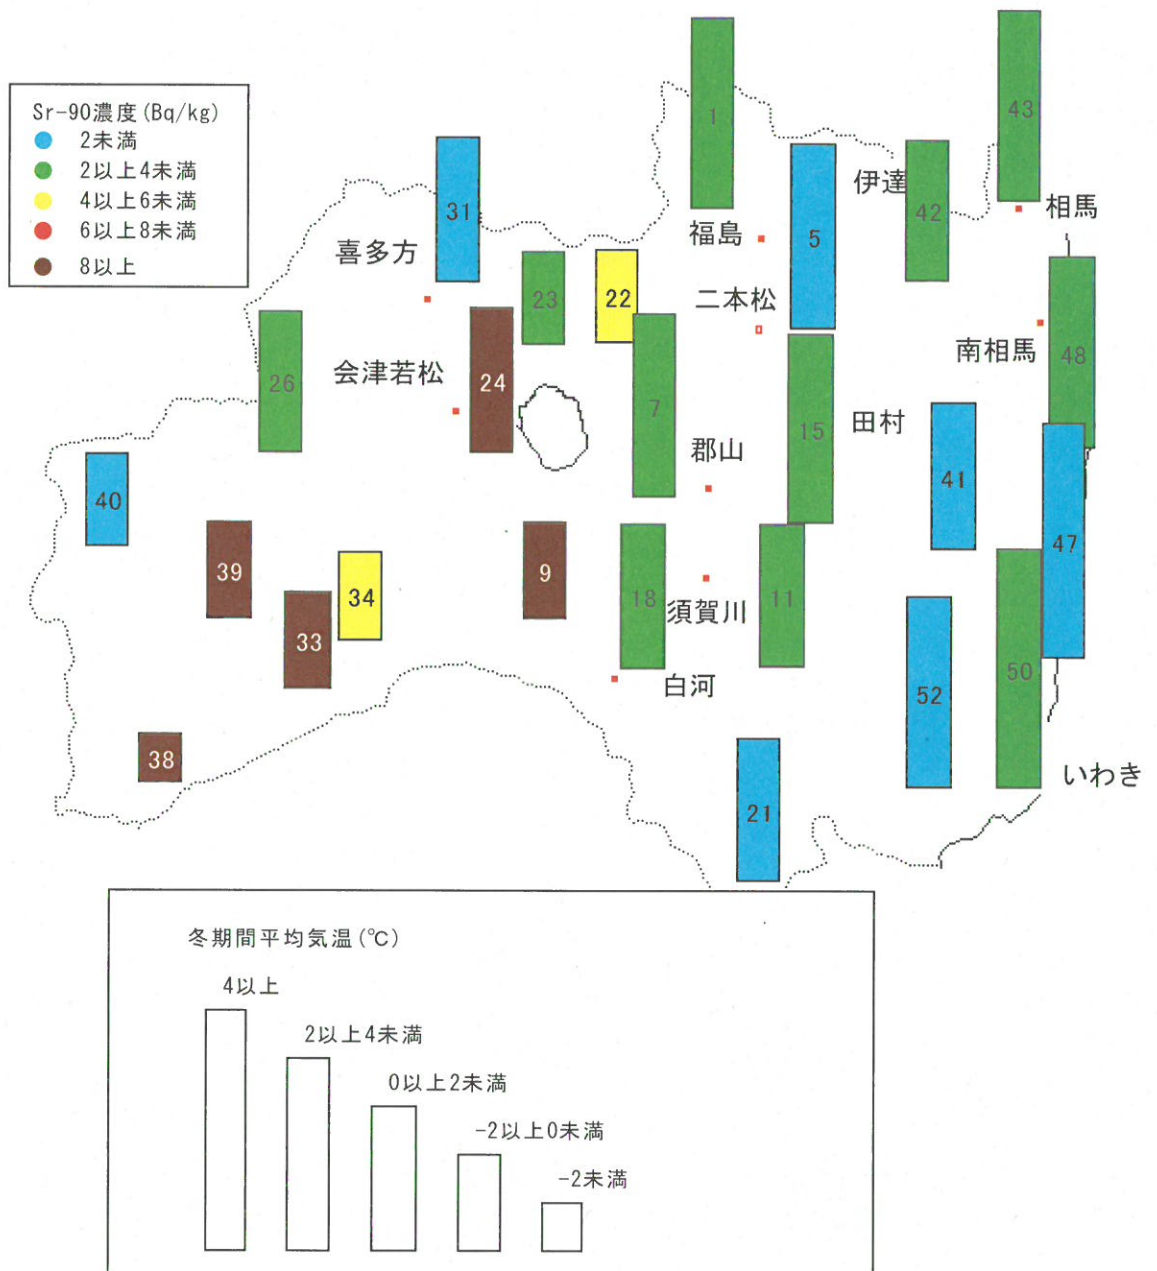 Sr-90濃度(Bq/kg)
2未満
2以上4未満
4以上6未満
6以上8未満
8以上
43
1
伊達
42
相馬
31
5
福島
喜多方
23
22
二本松
南相馬
48
26
会津若松
24
7
15
田村
郡山
40
41
47
39
34
9
18
須賀川
11
33
白河
50
52
38
21
いわき
冬期間平均気温(℃)
4以上
2以上4未満
0以上2未満
-2以上0未満
-2未満